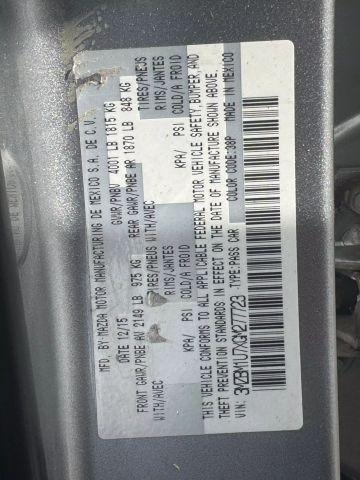 MFD. BY MAZDA MOTOR MANUFACTURING DE MEXICO S.A. DE C.V.
DATE 12/15 GVWR/PNBV 4001 LB 1815 KG
FRONT GAWR/PNBE AV 2149 LB 975 KG REAR GAWR/PNBE AR 1870 LB 848 KG
WITH/AVEC TIRES/PNEUS WITH/AVEC TIRES/PNEUS
RIMS/JANTES RIMS/JANTES
KPA/ PSI COLD/A FROID KPA/ PSI COLD/A FROID
THIS VEHICLE CONFORMS TO ALL APPLICABLE FEDERAL MOTOR VEHICLE SAFETY, BUMPER, AND
THEFT PREVENTION STANDARDS IN EFFECT ON THE DATE OF MANUFACTURE SHOWN ABOVE.
VIN: 3MZBM1U7XGM277723 TYPE: PASS CAR COLOR CODE: 38P MADE IN MEXICO